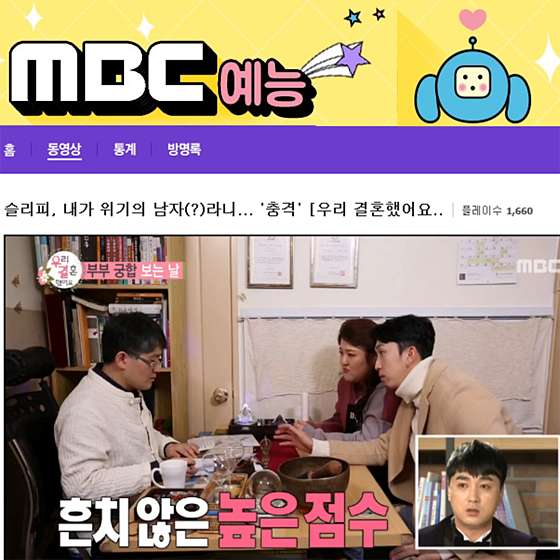 MBC 예능
홈 동영상 통계 방명록
슬리피, 내가 위기의 남자(?)라니... '충격' [우리 결혼했어요.. 플레이수 1,660
우리 결혼했어요
부부 궁합 보는 날
MBC
흔치 않은 높은 점수